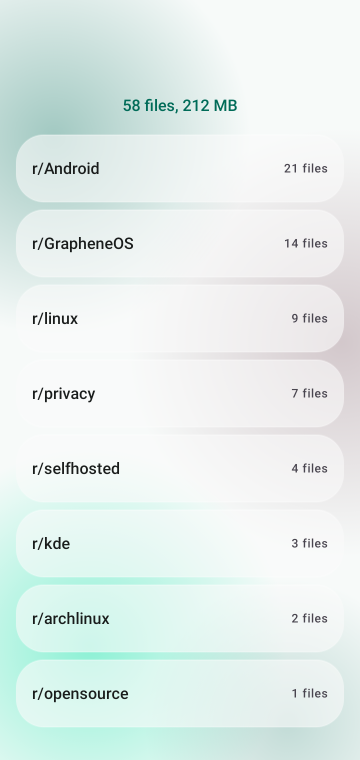 58 files, 212 MB
r/Android 21 files
r/GrapheneOS 14 files
r/linux 9 files
r/privacy 7 files
r/selfhosted 4 files
r/kde 3 files
r/archlinux 2 files
r/opensource 1 files